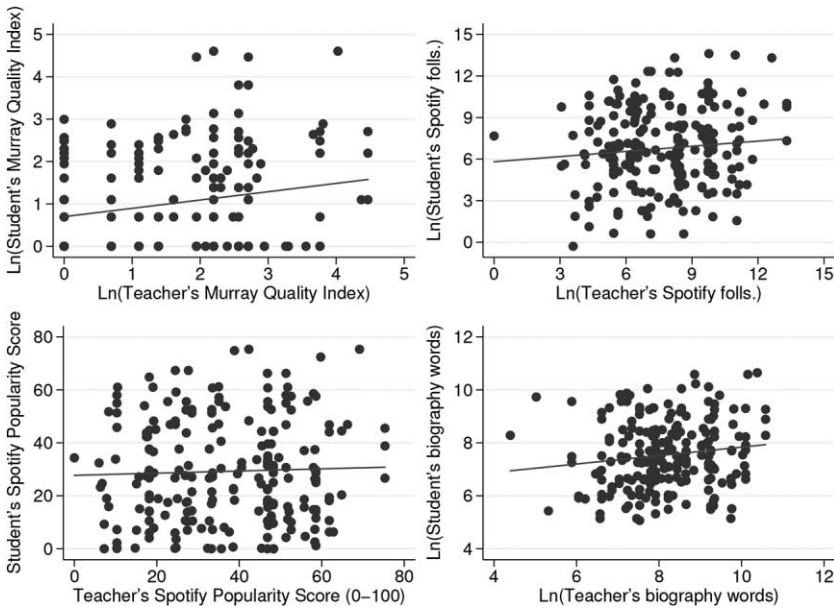 Ln(Student's Murray Quality Index)
5
4
3
2
1
0
0 1 2 3 4 5
Ln(Teacher's Murray Quality Index)
Ln(Student's Spotify folls.)
15
12
9
6
3
0
0 3 6 9 12 15
Ln(Teacher's Spotify folls.)
Student's Spotify Popularity Score
80
60
40
20
0
0 20 40 60 80
Teacher's Spotify Popularity Score (0−100)
Ln(Student's biography words)
12
10
8
6
4
4 6 8 10 12
Ln(Teacher's biography words)